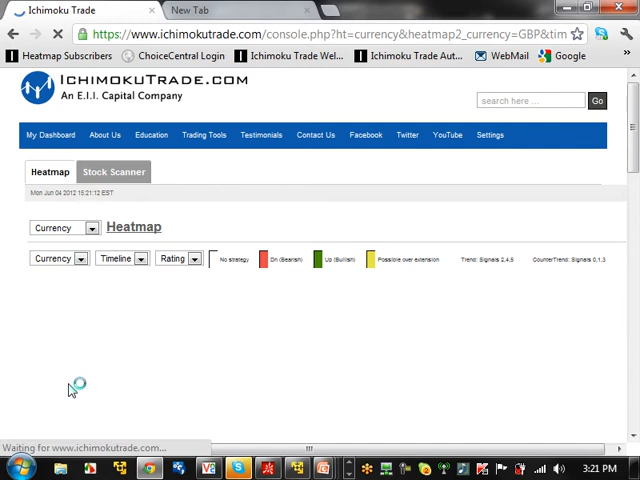 Ichimoku Trade
New Tab
https://www.ichimokutrade.com/console.php?ht=currency&heatmap2_currency=GBP&tim
Heatmap Subscribers
ChoiceCentral Login
Ichimoku Trade Wel...
Ichimoku Trade Aut...
WebMail
Google
ICHIMOKUTRADE.COM
An E.I.I. Capital Company
search here ...
Go
My Dashboard
About Us
Education
Trading Tools
Testimonials
Contact Us
Facebook
Twitter
YouTube
Settings
Heatmap
Stock Scanner
Mon Jun 04 2012 15:21:12 EST
Currency
Heatmap
Currency
Timeline
Rating
No strategy
Dn (Bearish)
Up (Bullish)
Possible over extension
Trend: Signals 2,4,5
CounterTrend: Signals 0,1,3
Waiting for www.ichimokutrade.com...
3:21 PM